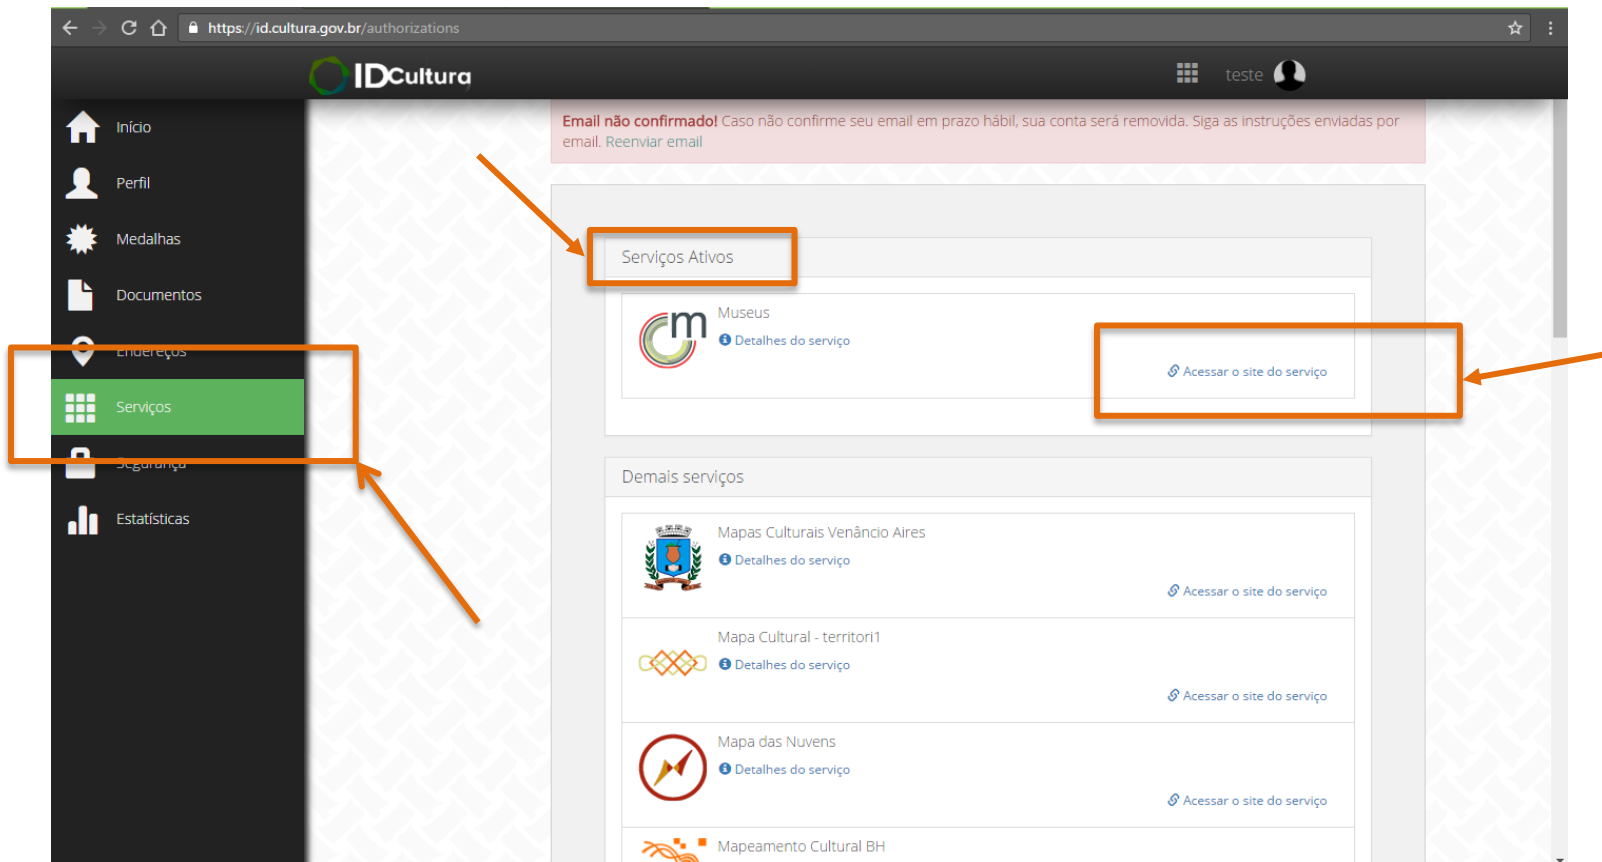 https://id.cultura.gov.br/authorizations
IDCultura
teste
Início
Perfil
Medalhas
Documentos
Endereços
Serviços
Segurança
Estatísticas
Email não confirmado! Caso não confirme seu email em prazo hábil, sua conta será removida. Siga as instruções enviadas por
email. Reenviar email
Serviços Ativos
m
Museus
Detalhes do serviço
Acessar o site do serviço
Demais serviços
Mapas Culturais Venâncio Aires
Detalhes do serviço
Acessar o site do serviço
Mapa Cultural - territori1
Detalhes do serviço
Acessar o site do serviço
Mapa das Nuvens
Detalhes do serviço
Acessar o site do serviço
Mapeamento Cultural BH